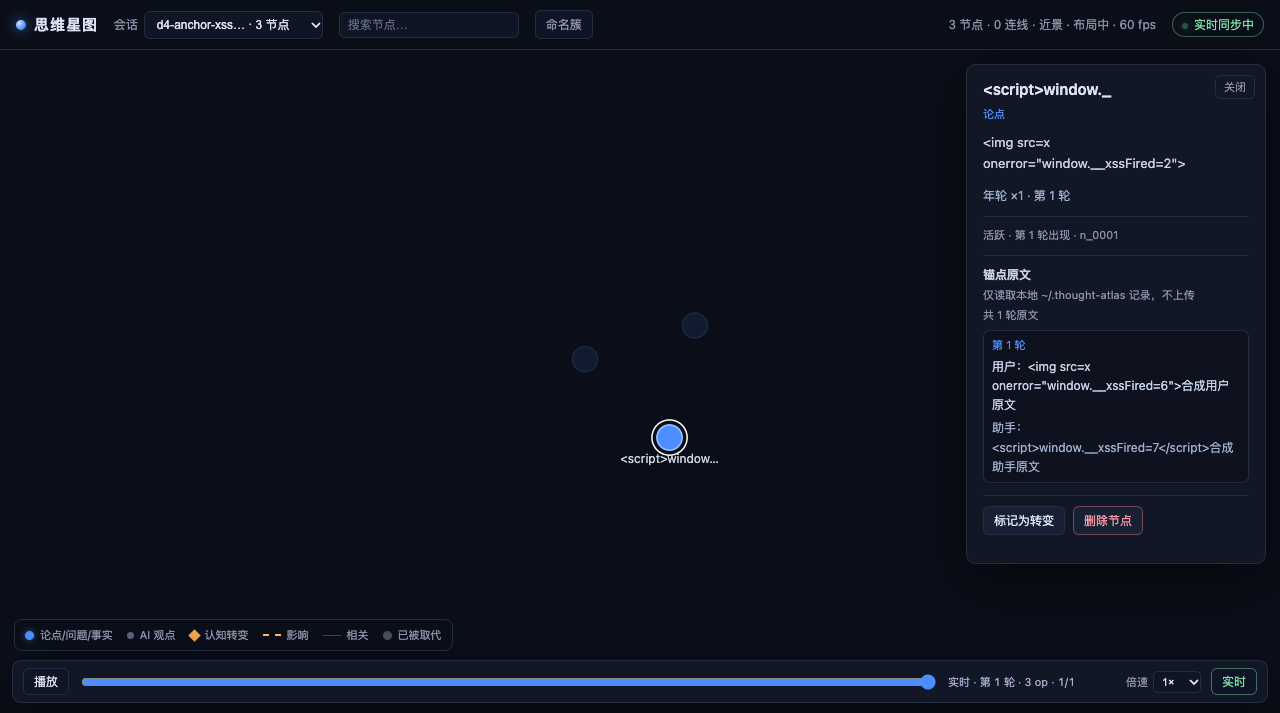 思维星图 会话 d4-anchor-xss... · 3 节点 搜索节点... 命名簇 3 节点 · 0 连线 · 近景 · 布局中 · 60 fps 实时同步中
<script>window._ 关闭
论点
<img src=x
onerror="window.__xssFired=2">
年轮 ×1 · 第 1 轮
活跃 · 第 1 轮出现 · n_0001
锚点原文
仅读取本地 ~/.thought-atlas 记录，不上传
共 1 轮原文
第 1 轮
用户：<img src=x
onerror="window.__xssFired=6">合成用户
原文
助手：
<script>window.__xssFired=7</script>合成
助手原文
标记为转变 删除节点
<script>window...
论点/问题/事实 AI 观点 认知转变 影响 相关 已被取代
播放 实时 · 第 1 轮 · 3 op · 1/1 倍速 1× 实时